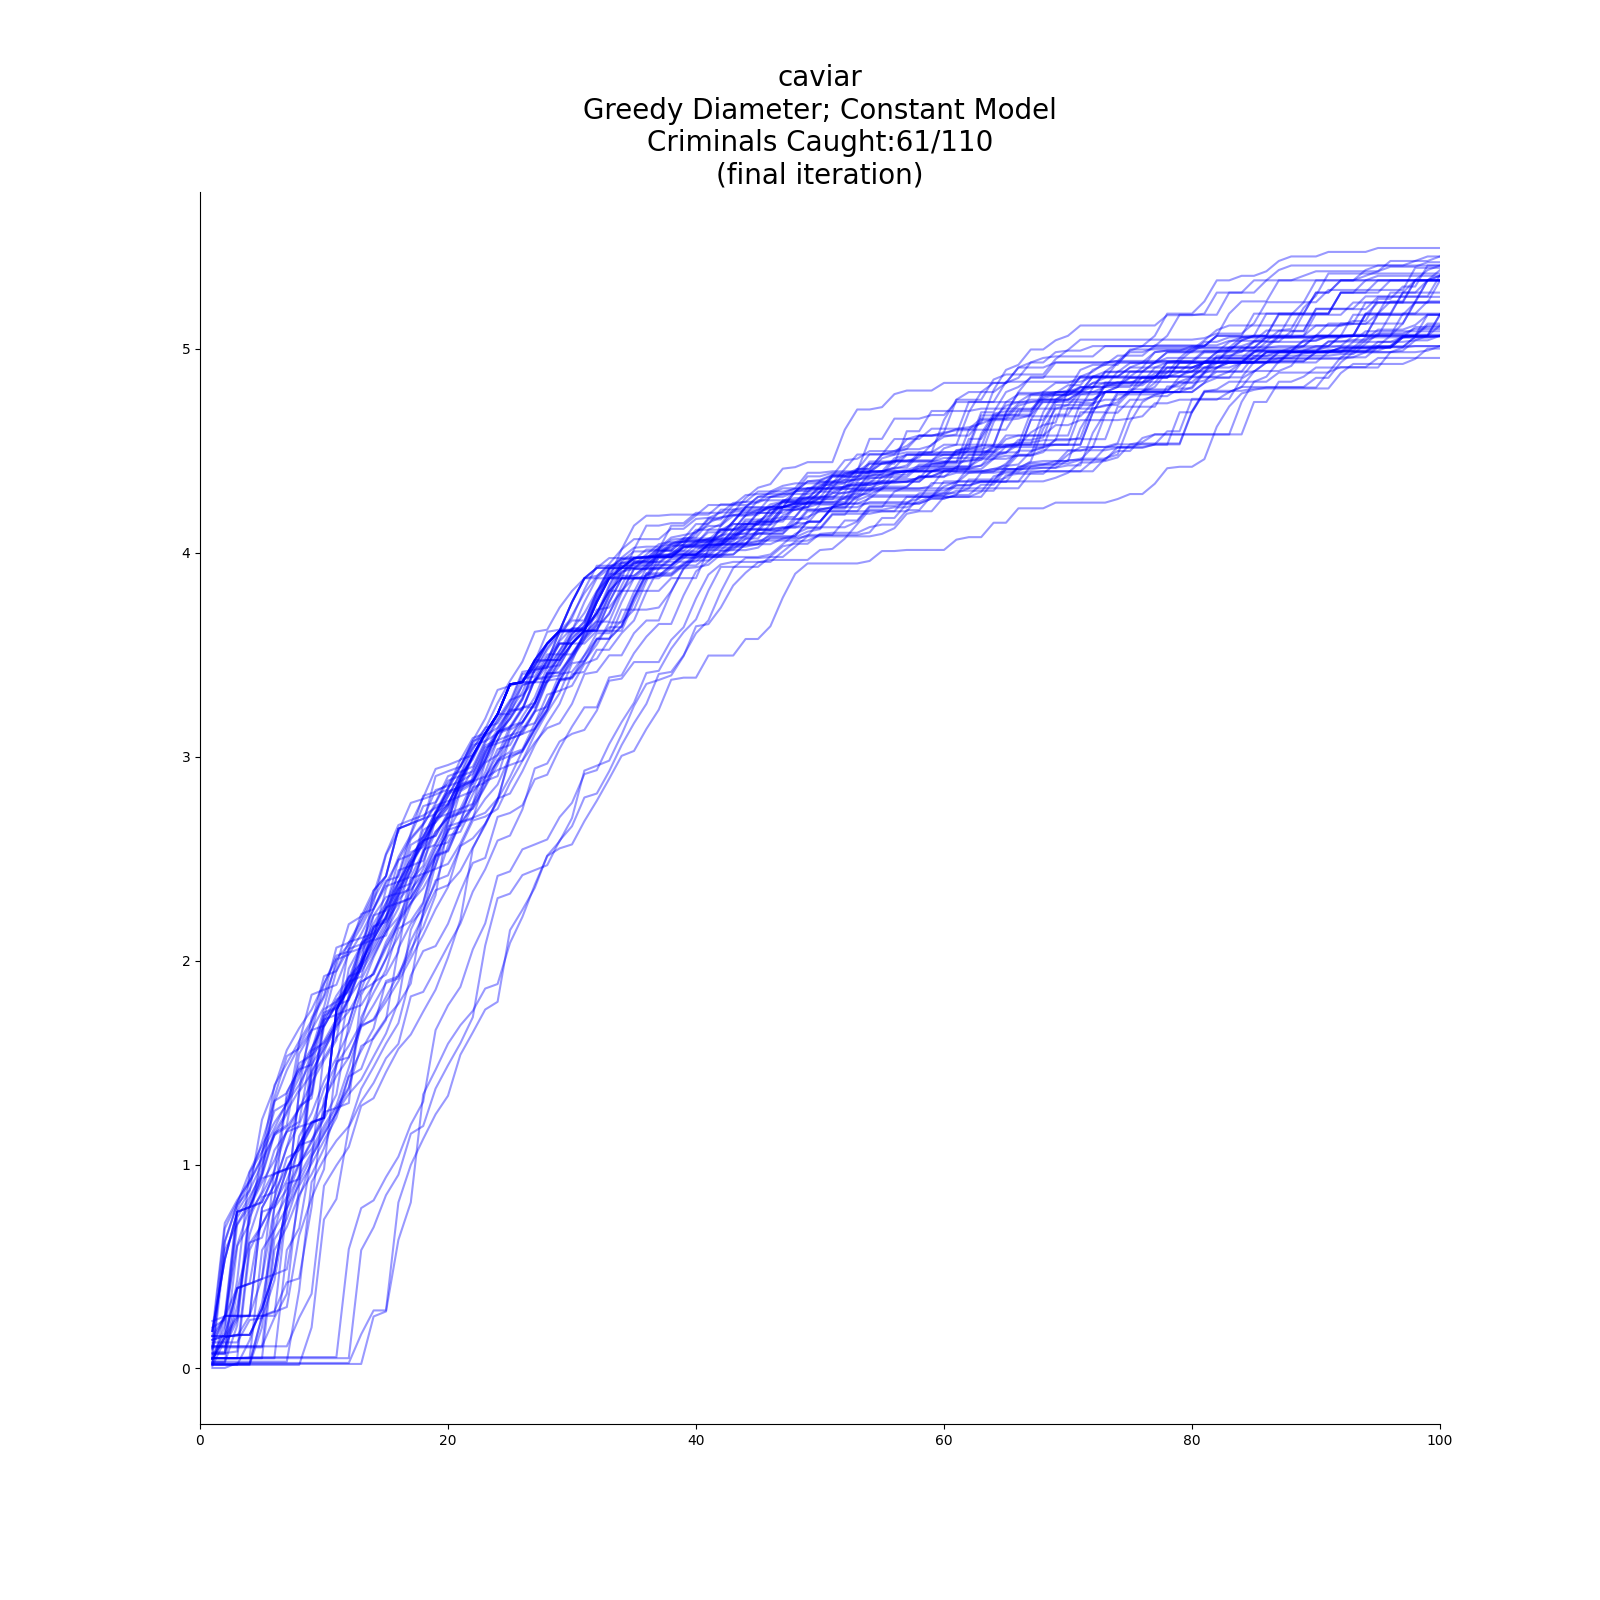 caviar
Greedy Diameter; Constant Model
Criminals Caught:61/110
(final iteration)
5
4
3
2
1
0
0 20 40 60 80 100